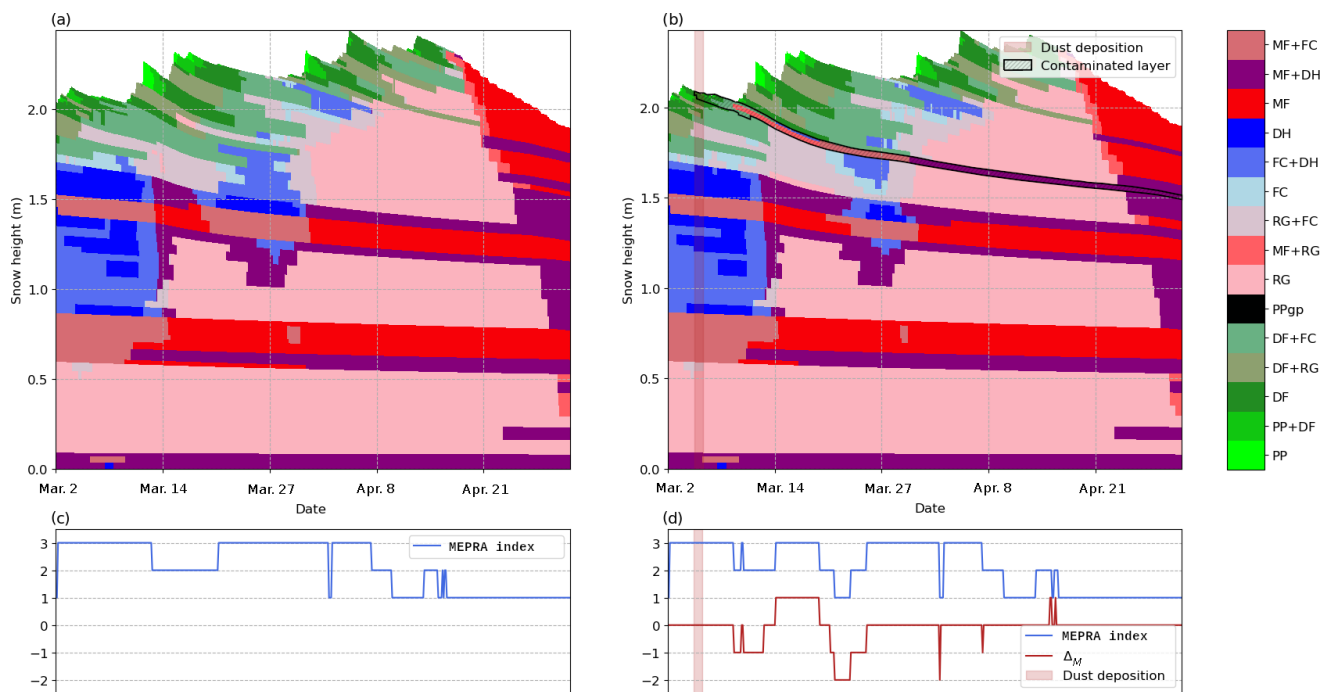 (a)
(b)
Snow height (m)
2.0
1.5
1.0
0.5
0.0
Mar. 2
Mar. 14
Mar. 27
Apr. 8
Apr. 21
Date
Snow height (m)
2.0
1.5
1.0
0.5
0.0
Mar. 2
Mar. 14
Mar. 27
Apr. 8
Apr. 21
Date
Dust deposition
Contaminated layer
MF+FC
MF+DH
MF
DH
FC+DH
FC
RG+FC
MF+RG
RG
PPgp
DF+FC
DF+RG
DF
PP+DF
PP
(c)
3
2
1
0
−1
−2
MEPRA index
(d)
3
2
1
0
−1
−2
MEPRA index
Δ_M
Dust deposition